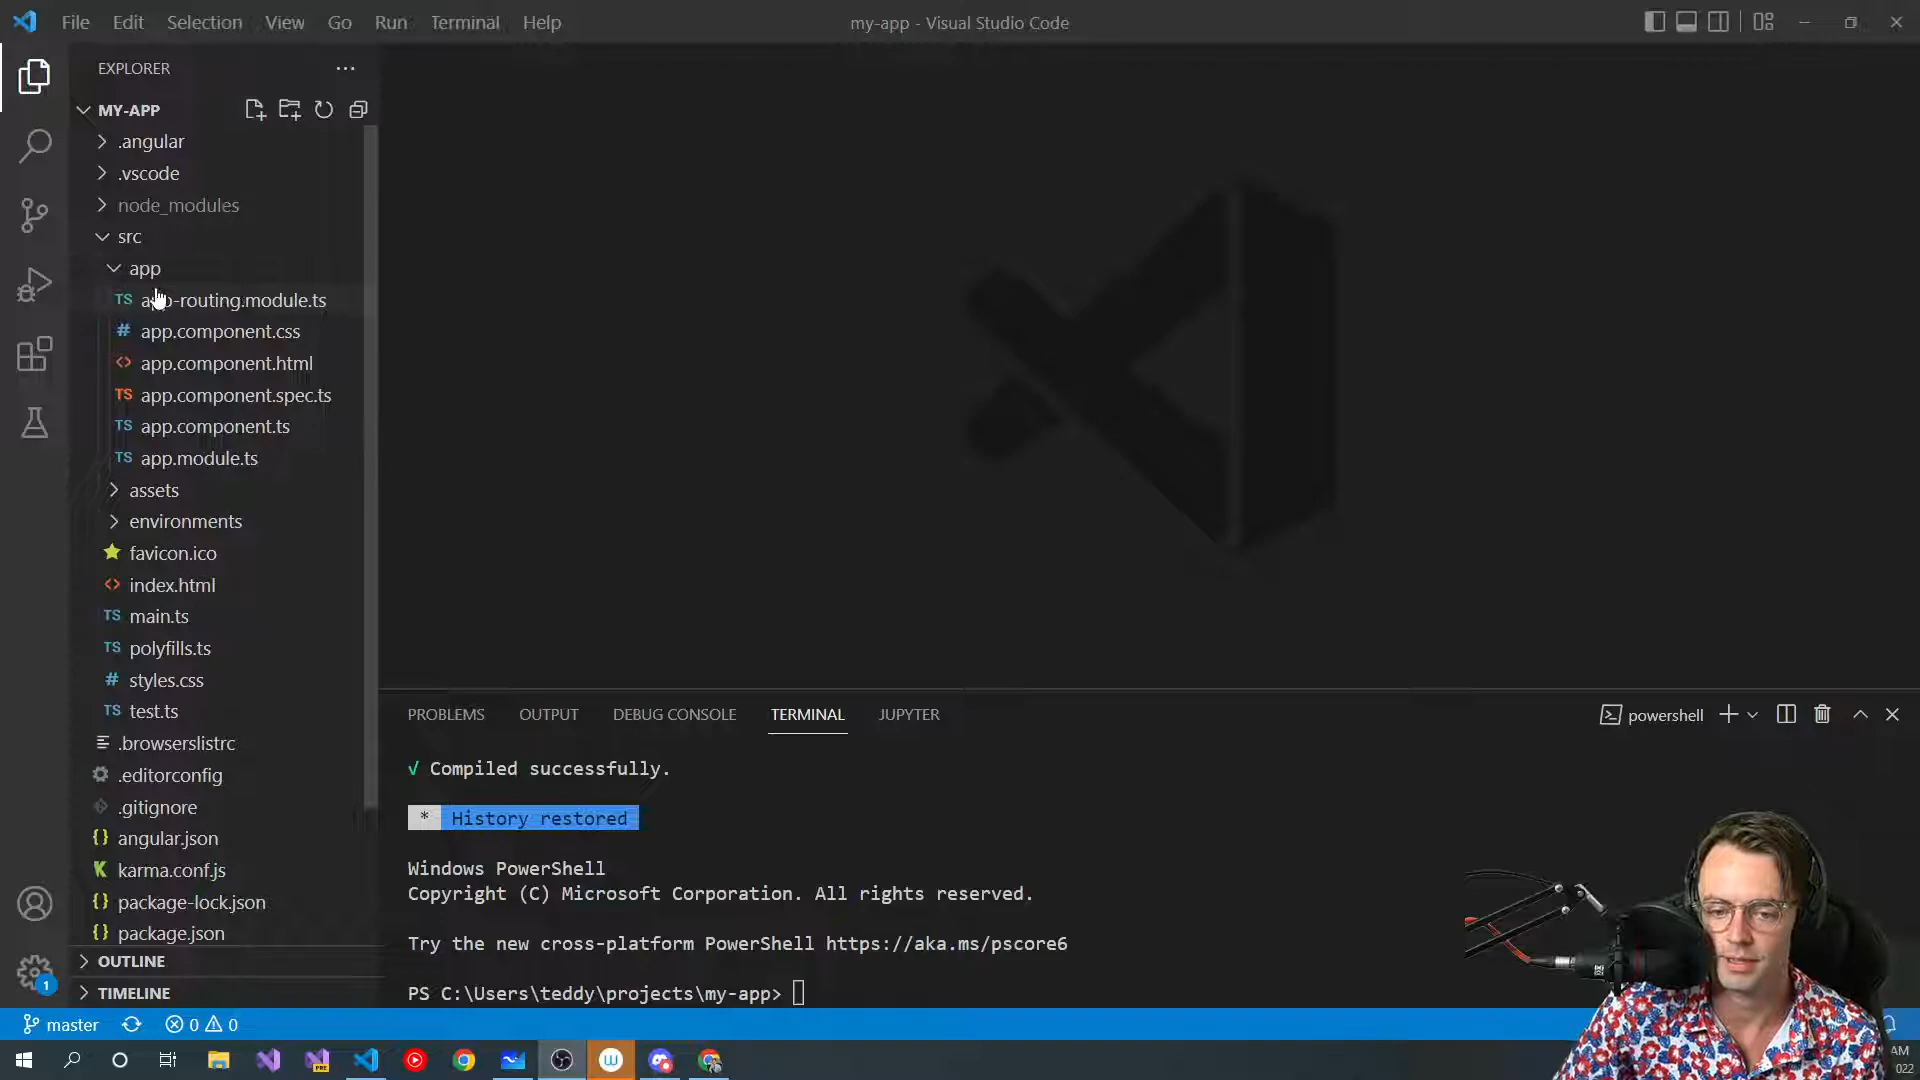 File Edit Selection View Go Run Terminal Help
my-app - Visual Studio Code
EXPLORER
MY-APP
.angular
.vscode
node_modules
src
app
TS app-routing.module.ts
# app.component.css
<> app.component.html
TS app.component.spec.ts
TS app.component.ts
TS app.module.ts
assets
environments
favicon.ico
<> index.html
TS main.ts
TS polyfills.ts
# styles.css
TS test.ts
.browserslistrc
.editorconfig
.gitignore
{} angular.json
K karma.conf.js
{} package-lock.json
{} package.json
OUTLINE
TIMELINE
1
PROBLEMS OUTPUT DEBUG CONSOLE TERMINAL JUPYTER
powershell
√ Compiled successfully.
* History restored
Windows PowerShell
Copyright (C) Microsoft Corporation. All rights reserved.
Try the new cross-platform PowerShell https://aka.ms/pscore6
PS C:\Users\teddy\projects\my-app>
master 0 0
PRE
W
AM
022